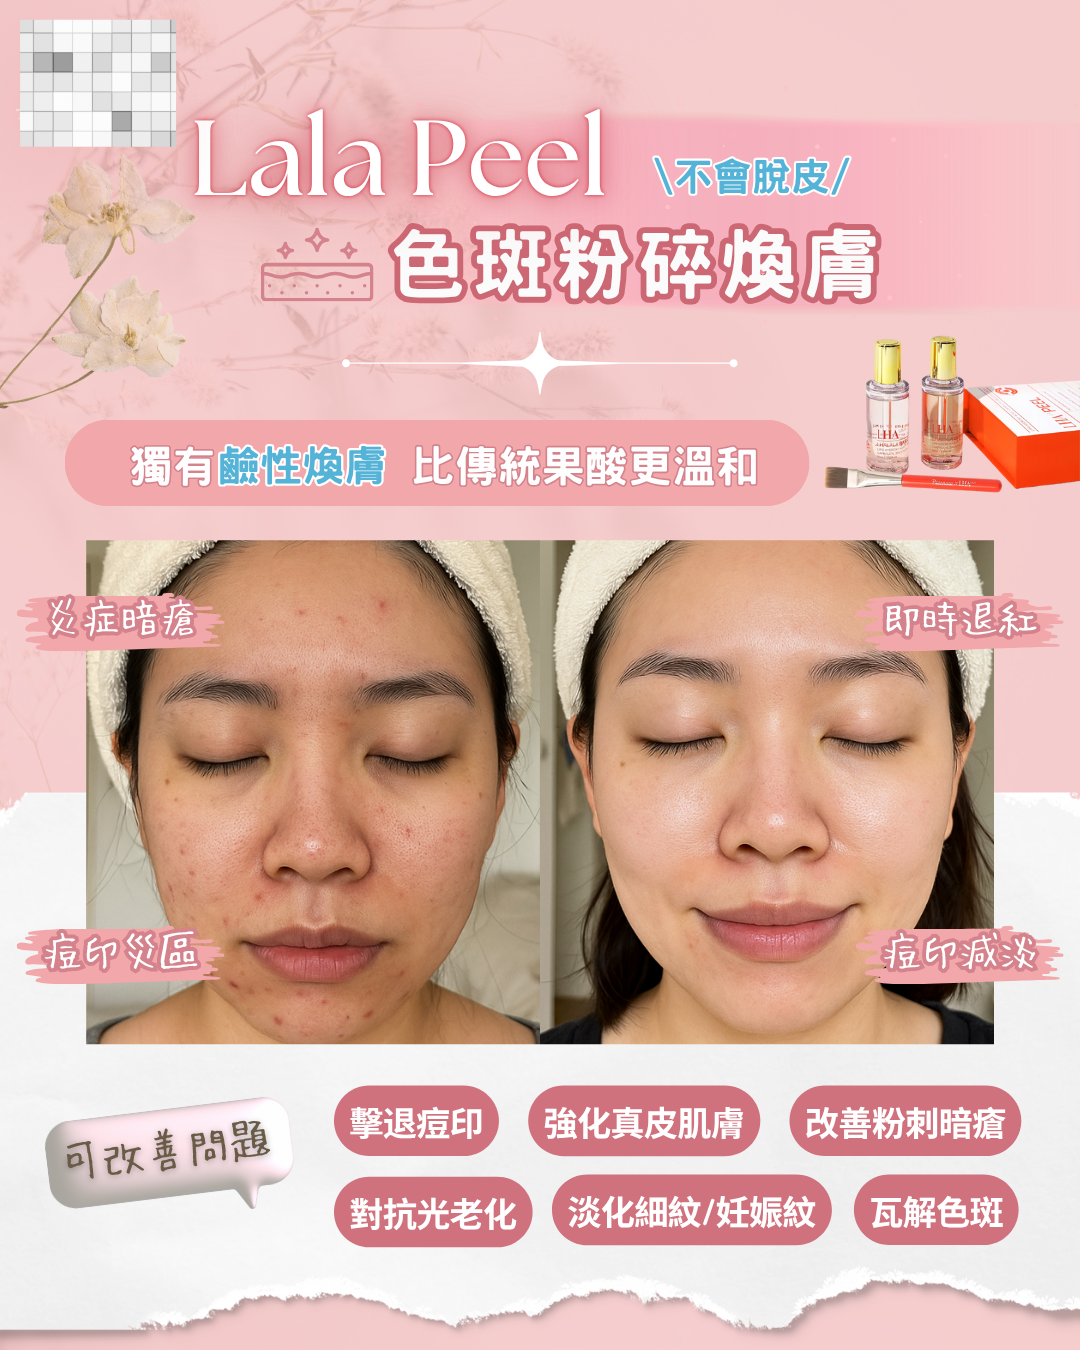 Lala Peel
\不會脫皮/
色斑粉碎煥膚
獨有鹼性煥膚 比傳統果酸更溫和
LHA
LHA
LHA PEEL
炎症暗瘡
即時退紅
痘印災區
痘印減淡
可改善問題
擊退痘印
強化真皮肌膚
改善粉刺暗瘡
對抗光老化
淡化細紋/妊娠紋
瓦解色斑